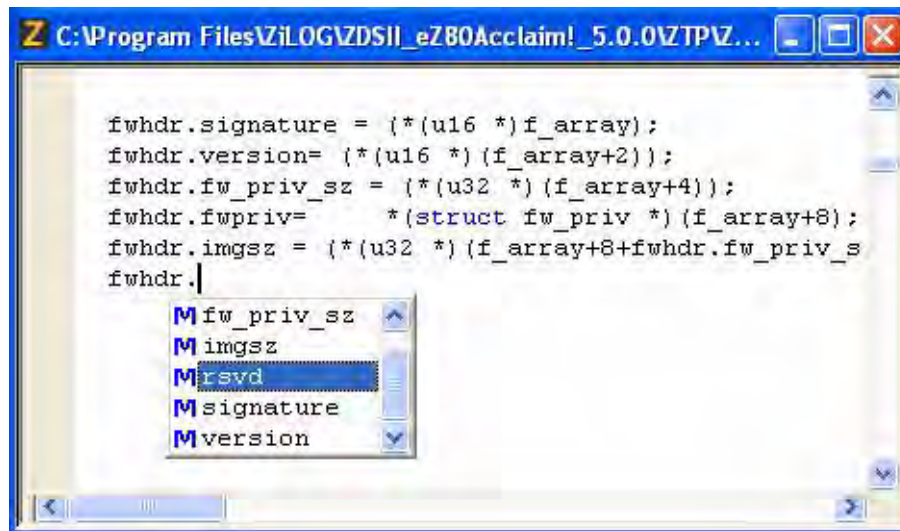 Z C:\Program Files\ZiLOG\ZDSII_eZ80Acclaim!_5.0.0\ZTP\Z...
fwhdr.signature = (*(u16 *)f_array);
fwhdr.version= (*(u16 *)(f_array+2));
fwhdr.fw_priv_sz = (*(u32 *)(f_array+4));
fwhdr.fwpriv=     *(struct fw_priv *)(f_array+8);
fwhdr.imgsz = (*(u32 *)(f_array+8+fwhdr.fw_priv_s
fwhdr.
M fw_priv_sz
M imgsz
M rsvd
M signature
M version